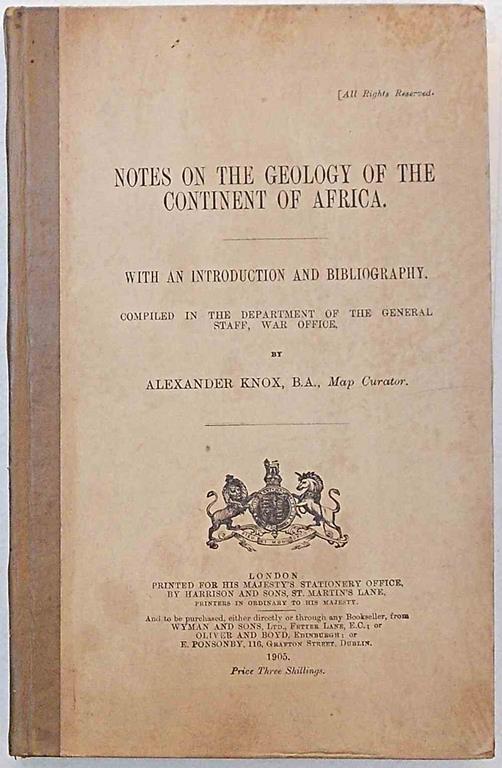 [All Rights Reserved.
NOTES ON THE GEOLOGY OF THE
CONTINENT OF AFRICA.
WITH AN INTRODUCTION AND BIBLIOGRAPHY.
COMPILED IN THE DEPARTMENT OF THE GENERAL
STAFF, WAR OFFICE,
BY
ALEXANDER KNOX, B.A., Map Curator.
LONDON
PRINTED FOR HIS MAJESTY'S STATIONERY OFFICE,
BY HARRISON AND SONS, ST. MARTIN'S LANE,
PRINTERS IN ORDINARY TO HIS MAJESTY.
And to be purchased, either directly or through any Bookseller, from
WYMAN AND SONS, LTD., FETTER LANE, E.C.; or
OLIVER AND BOYD, EDINBURGH; or
E. PONSONBY, 116, GRAFTON STREET, DUBLIN.
1905.
Price Three Shillings.